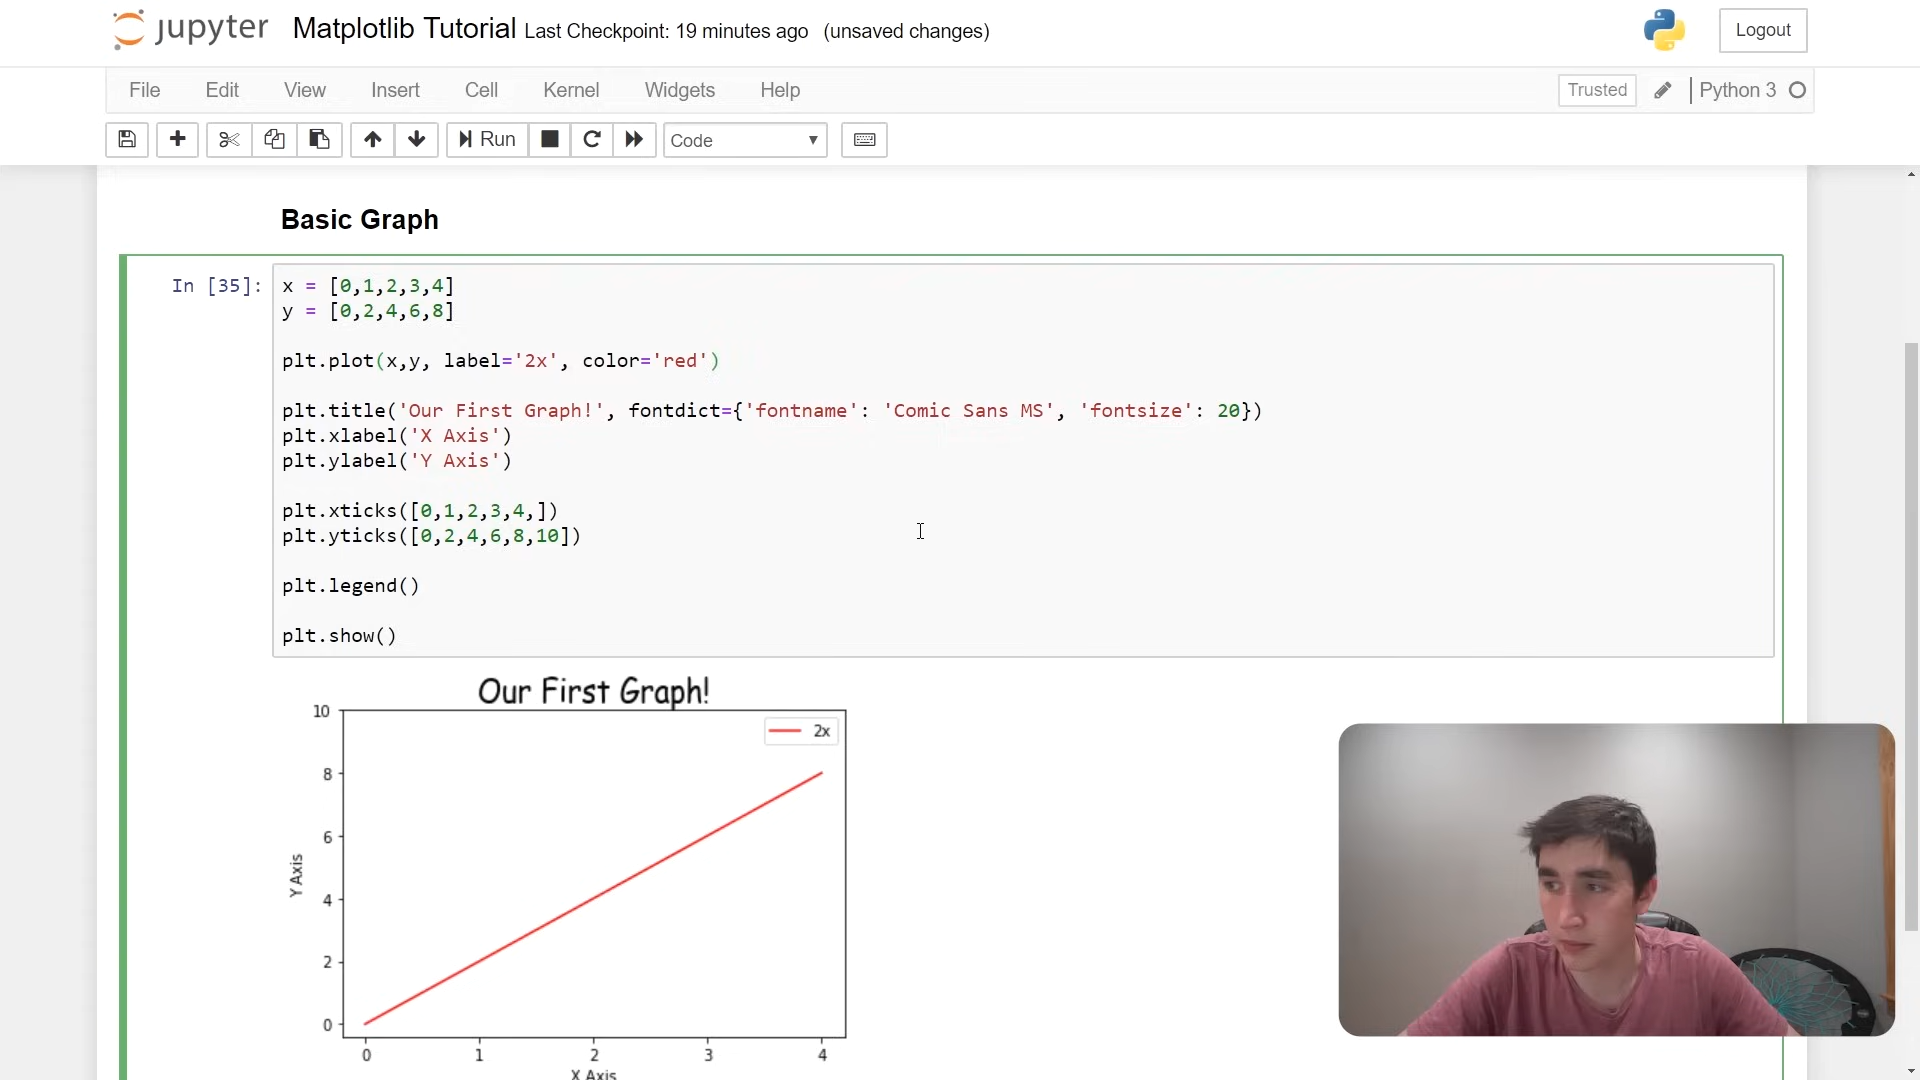 jupyter Matplotlib Tutorial Last Checkpoint: 19 minutes ago (unsaved changes) Logout
File Edit View Insert Cell Kernel Widgets Help Trusted Python 3
Run Code
Basic Graph
In [35]:
x = [0,1,2,3,4]
y = [0,2,4,6,8]
plt.plot(x,y, label='2x', color='red')
plt.title('Our First Graph!', fontdict={'fontname': 'Comic Sans MS', 'fontsize': 20})
plt.xlabel('X Axis')
plt.ylabel('Y Axis')
plt.xticks([0,1,2,3,4,])
plt.yticks([0,2,4,6,8,10])
plt.legend()
plt.show()
Our First Graph!
10
2x
8
6
Y Axis
4
2
0
0 1 2 3 4
X Axis